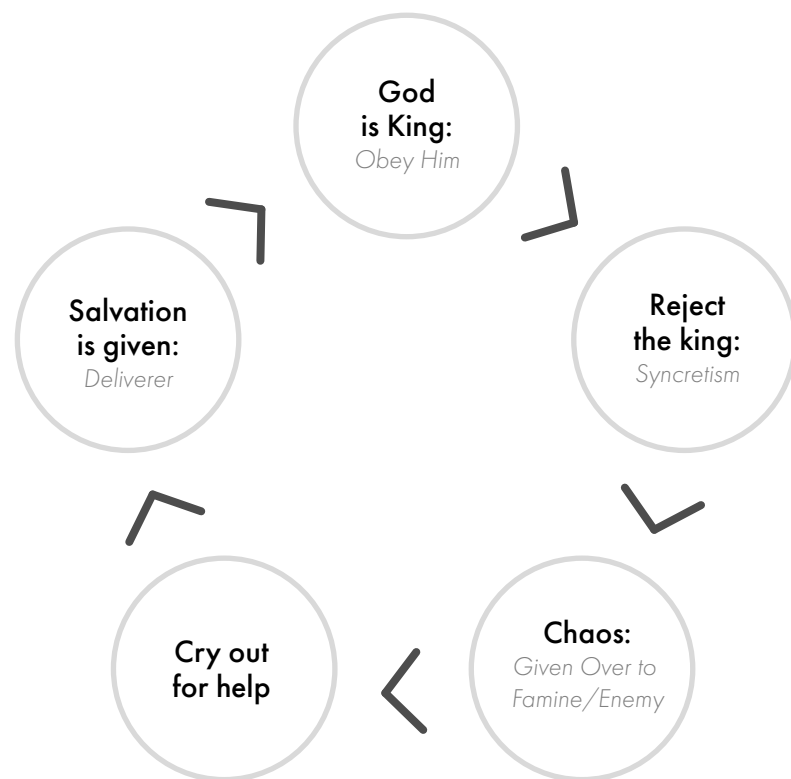 God
is King:
Obey Him
Reject
the king:
Syncretism
Chaos:
Given Over to
Famine/Enemy
Cry out
for help
Salvation
is given:
Deliverer